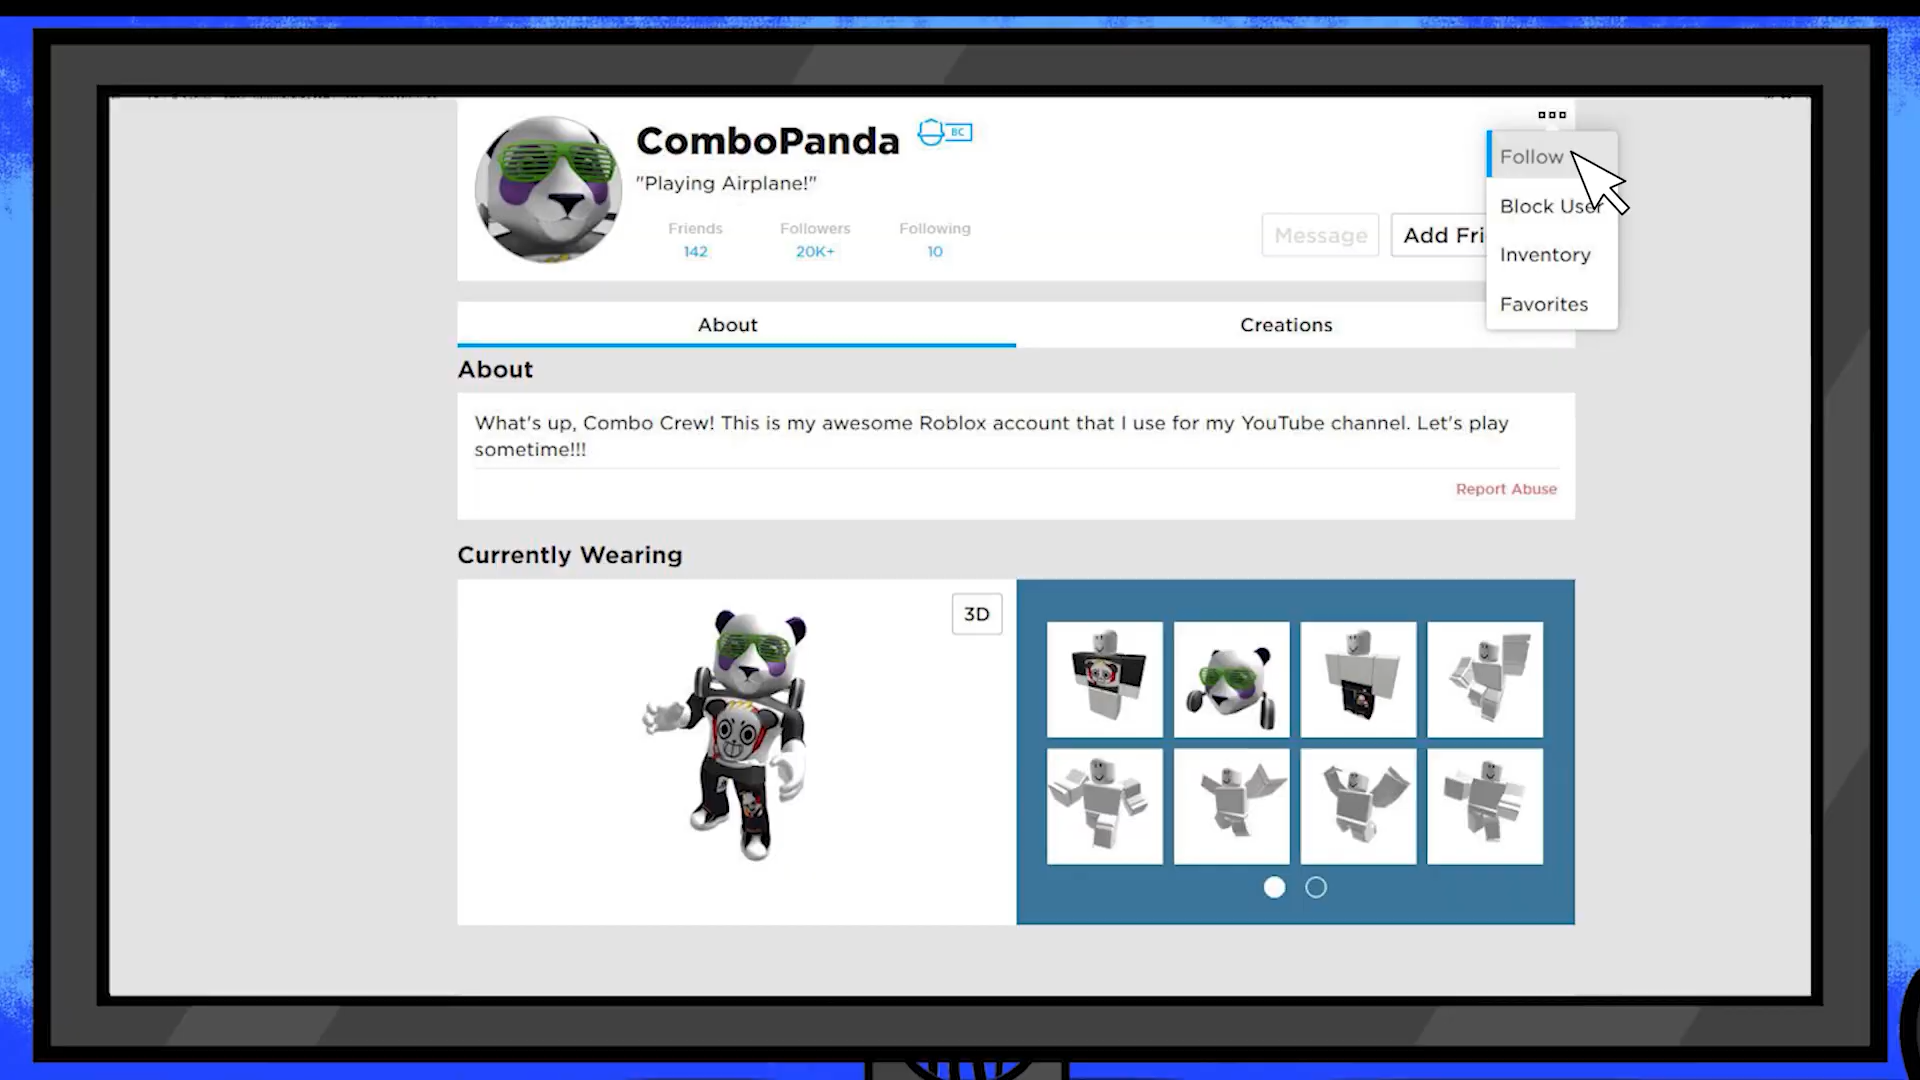 ComboPanda
BC
"Playing Airplane!"
Friends
Followers
Following
142
20K+
10
Message
Add Fri
Follow
Block User
Inventory
Favorites
About
Creations
About
What's up, Combo Crew! This is my awesome Roblox account that I use for my YouTube channel. Let's play
sometime!!!
Report Abuse
Currently Wearing
3D